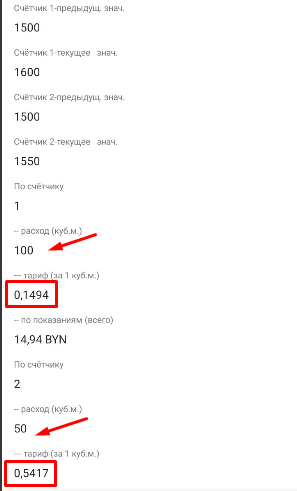 Счётчик 1-предыдущ, знач.
1500
Счётчик 1-текущее знач.
1600
Счётчик 2-предыдущ, знач.
1500
Счётчик 2-текущее знач.
1550
По счётчику
1
-- расход (куб.м.)
100
--- тариф (за 1 куб.м.)
0,1494
-- по показаниям (всего)
14,94 BYN
По счётчику
2
-- расход (куб.м.)
50
--- тариф (за 1 куб.м.)
0,5417